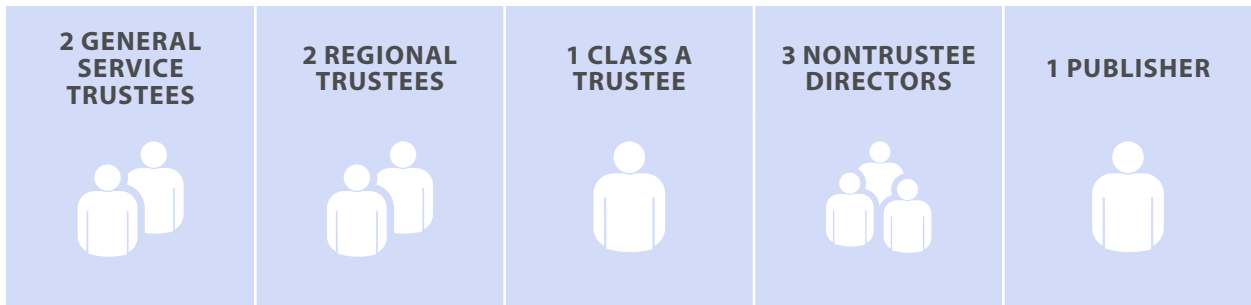 2 GENERAL
SERVICE
TRUSTEES
2 REGIONAL
TRUSTEES
1 CLASS A
TRUSTEE
3 NONTRUSTEE
DIRECTORS
1 PUBLISHER